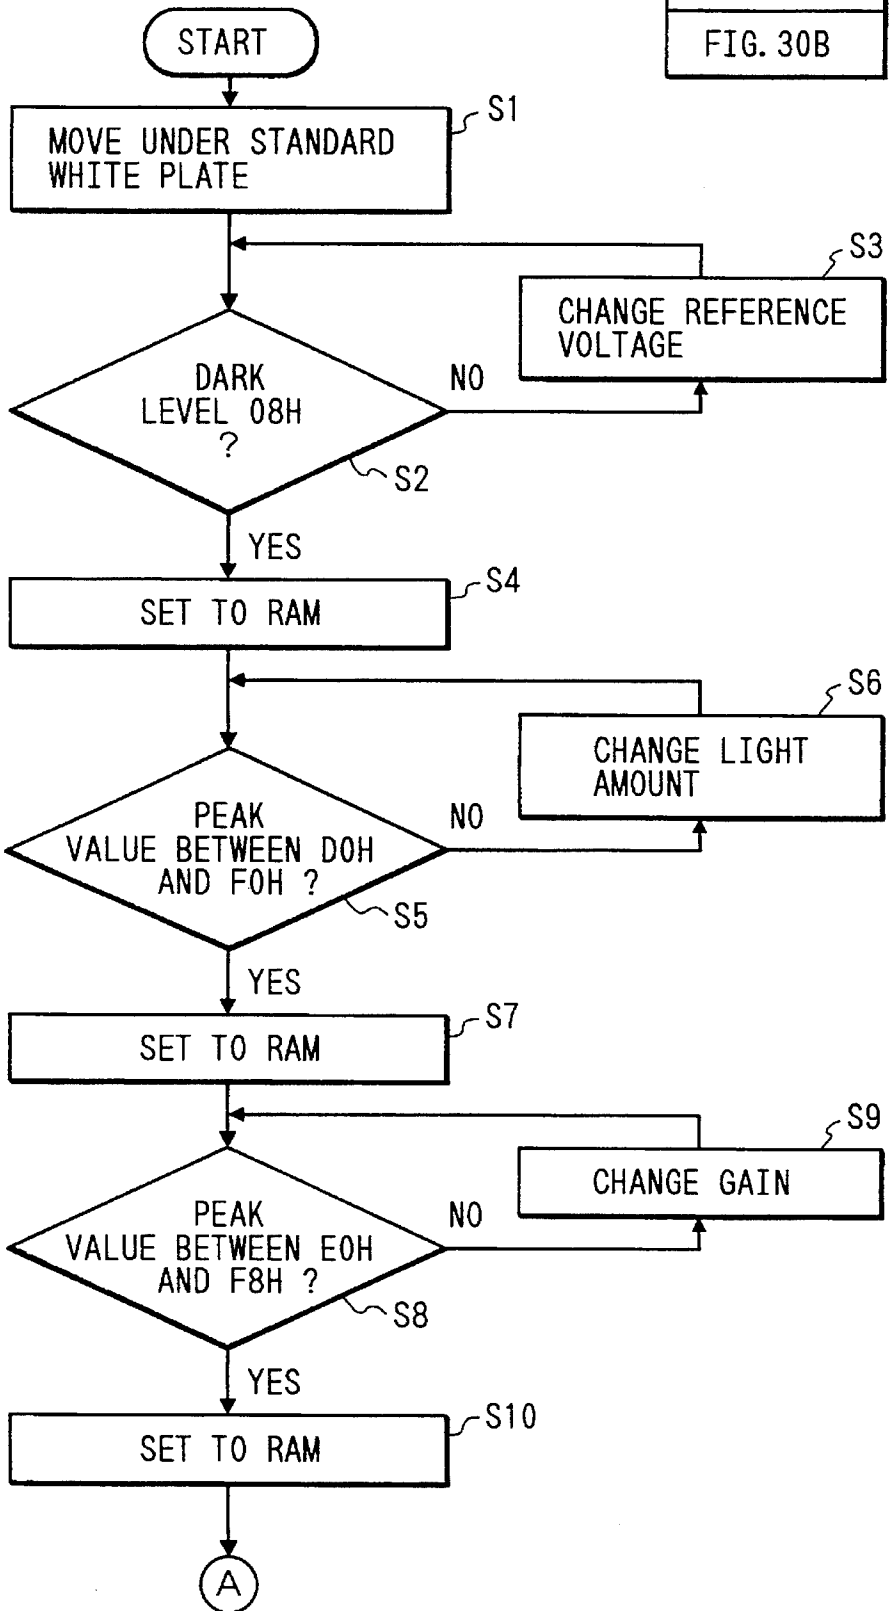 FIG. 30B
START
S1
MOVE UNDER STANDARD
WHITE PLATE
S3
CHANGE REFERENCE
VOLTAGE
DARK
LEVEL 08H
?
NO
S2
YES
S4
SET TO RAM
S6
CHANGE LIGHT
AMOUNT
PEAK
VALUE BETWEEN D0H
AND F0H ?
NO
S5
YES
S7
SET TO RAM
S9
CHANGE GAIN
PEAK
VALUE BETWEEN E0H
AND F8H ?
NO
S8
YES
S10
SET TO RAM
A